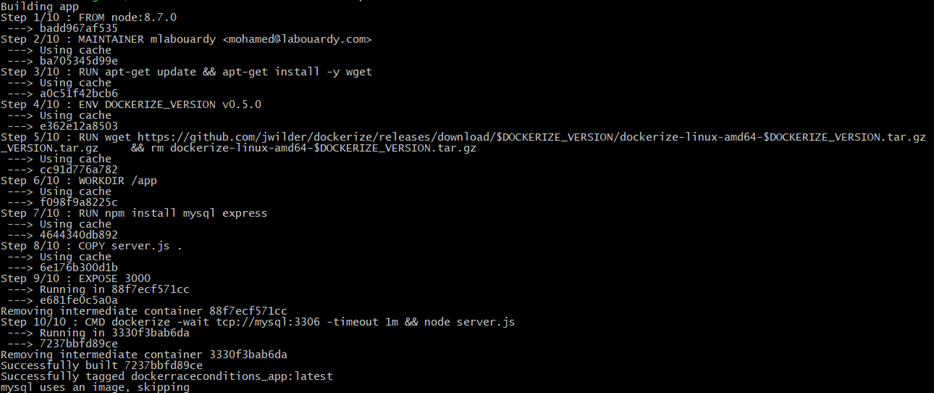 Building app
Step 1/10 : FROM node:8.7.0
 ---> badd967af535
Step 2/10 : MAINTAINER mlabouardy <mohamed@labouardy.com>
 ---> Using cache
 ---> ba705345d99e
Step 3/10 : RUN apt-get update && apt-get install -y wget
 ---> Using cache
 ---> a0c51f42bcb6
Step 4/10 : ENV DOCKERIZE_VERSION v0.5.0
 ---> Using cache
 ---> e362e12a8503
Step 5/10 : RUN wget https://github.com/jwilder/dockerize/releases/download/$DOCKERIZE_VERSION/dockerize-linux-amd64-$DOCKERIZE_VERSION.tar.gz
_VERSION.tar.gz     && rm dockerize-linux-amd64-$DOCKERIZE_VERSION.tar.gz
 ---> Using cache
 ---> cc91d776a782
Step 6/10 : WORKDIR /app
 ---> Using cache
 ---> f098f9a8225c
Step 7/10 : RUN npm install mysql express
 ---> Using cache
 ---> 4644340db892
Step 8/10 : COPY server.js .
 ---> Using cache
 ---> 6e176b300d1b
Step 9/10 : EXPOSE 3000
 ---> Running in 88f7ecf571cc
 ---> e681fe0c5a0a
Removing intermediate container 88f7ecf571cc
Step 10/10 : CMD dockerize -wait tcp://mysql:3306 -timeout 1m && node server.js
 ---> Running in 3330f3bab6da
 ---> 7237bbfd89ce
Removing intermediate container 3330f3bab6da
Successfully built 7237bbfd89ce
Successfully tagged dockerraceconditions_app:latest
mysql uses an image, skipping